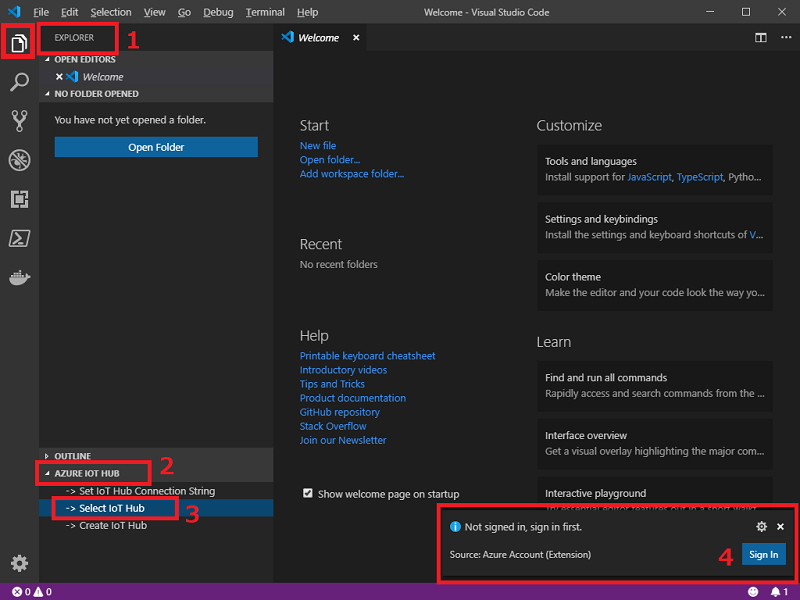 File Edit Selection View Go Debug Terminal Help
Welcome - Visual Studio Code
EXPLORER
1
OPEN EDITORS
Welcome
NO FOLDER OPENED
You have not yet opened a folder.
Open Folder
OUTLINE
2
AZURE IOT HUB
-> Set IoT Hub Connection String
-> Select IoT Hub
3
-> Create IoT Hub
Welcome
Start
New file
Open folder...
Add workspace folder...
Recent
No recent folders
Help
Printable keyboard cheatsheet
Introductory videos
Tips and Tricks
Product documentation
GitHub repository
Stack Overflow
Join our Newsletter
Show welcome page on startup
Customize
Tools and languages
Install support for JavaScript, TypeScript, Pytho...
Settings and keybindings
Install the settings and keyboard shortcuts of V...
Color theme
Make the editor and your code look the way yo...
Learn
Find and run all commands
Rapidly access and search commands from the ...
Interface overview
Get a visual overlay highlighting the major com...
Interactive playground
Not signed in, sign in first.
Source: Azure Account (Extension)
4
Sign In
0 0
1